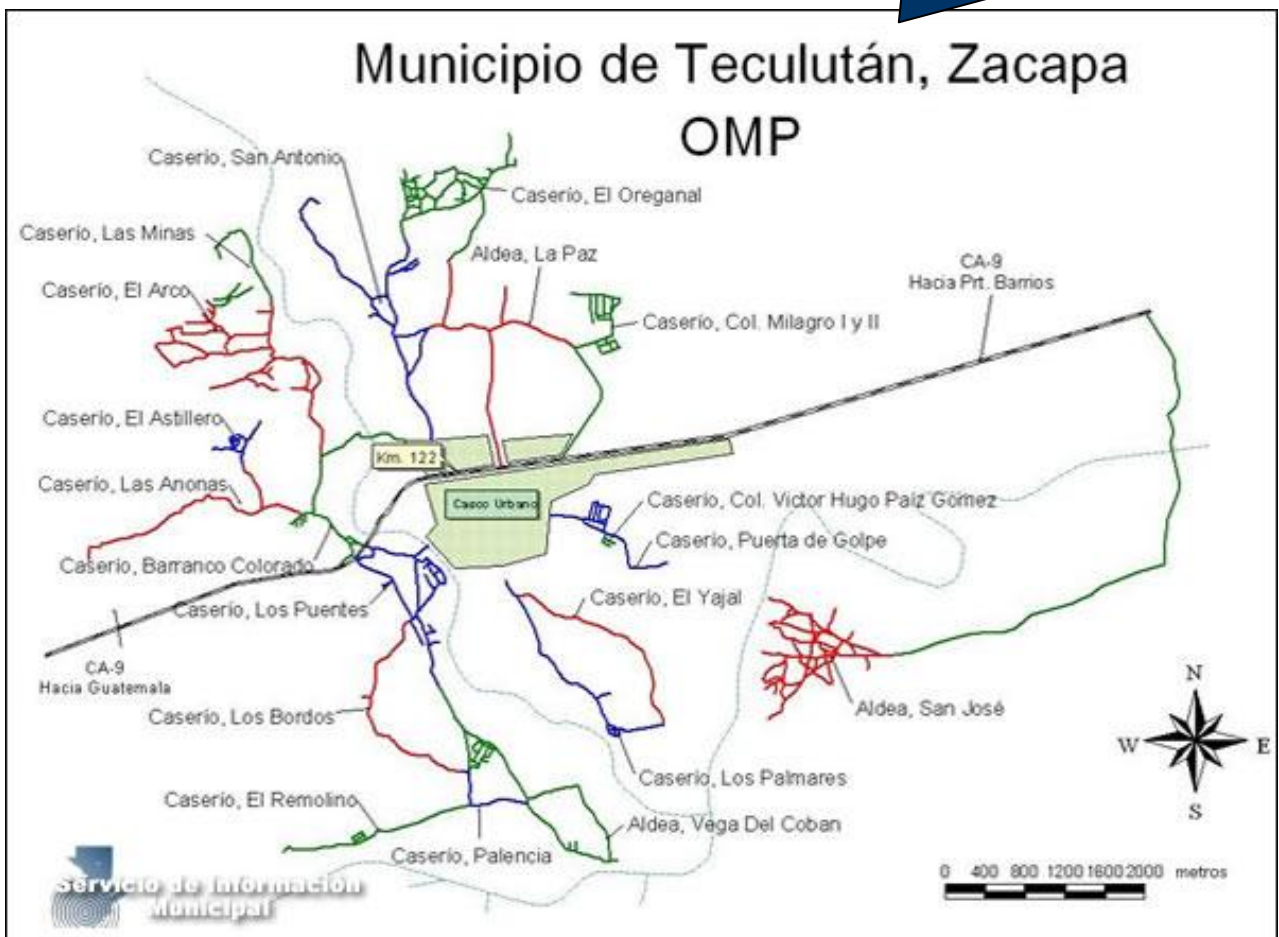 Municipio de Teculután, Zacapa
OMP
Caserío, San Antonio
Caserío, El Oreganal
Caserío, Las Minas
Aldea, La Paz
CA-9
Hacia Prt. Barrios
Caserío, El Arco
Caserío, Col. Milagro I y II
Caserío, El Astillero
Km. 122
Caserío, Las Anonas
Casco Urbano
Caserío, Col. Victor Hugo Paíz Gómez
Caserío, Puerta de Golpe
Caserío, Barranco Colorado
Caserío, El Yajal
Caserío, Los Puentes
CA-9
Hacia Guatemala
N
W
E
S
Caserío, Los Bordos
Aldea, San José
Caserío, Los Palmares
Caserío, El Remolino
Aldea, Vega Del Coban
Caserío, Palencia
0 400 800 1200 1600 2000 metros
Servicio de Información
Municipal